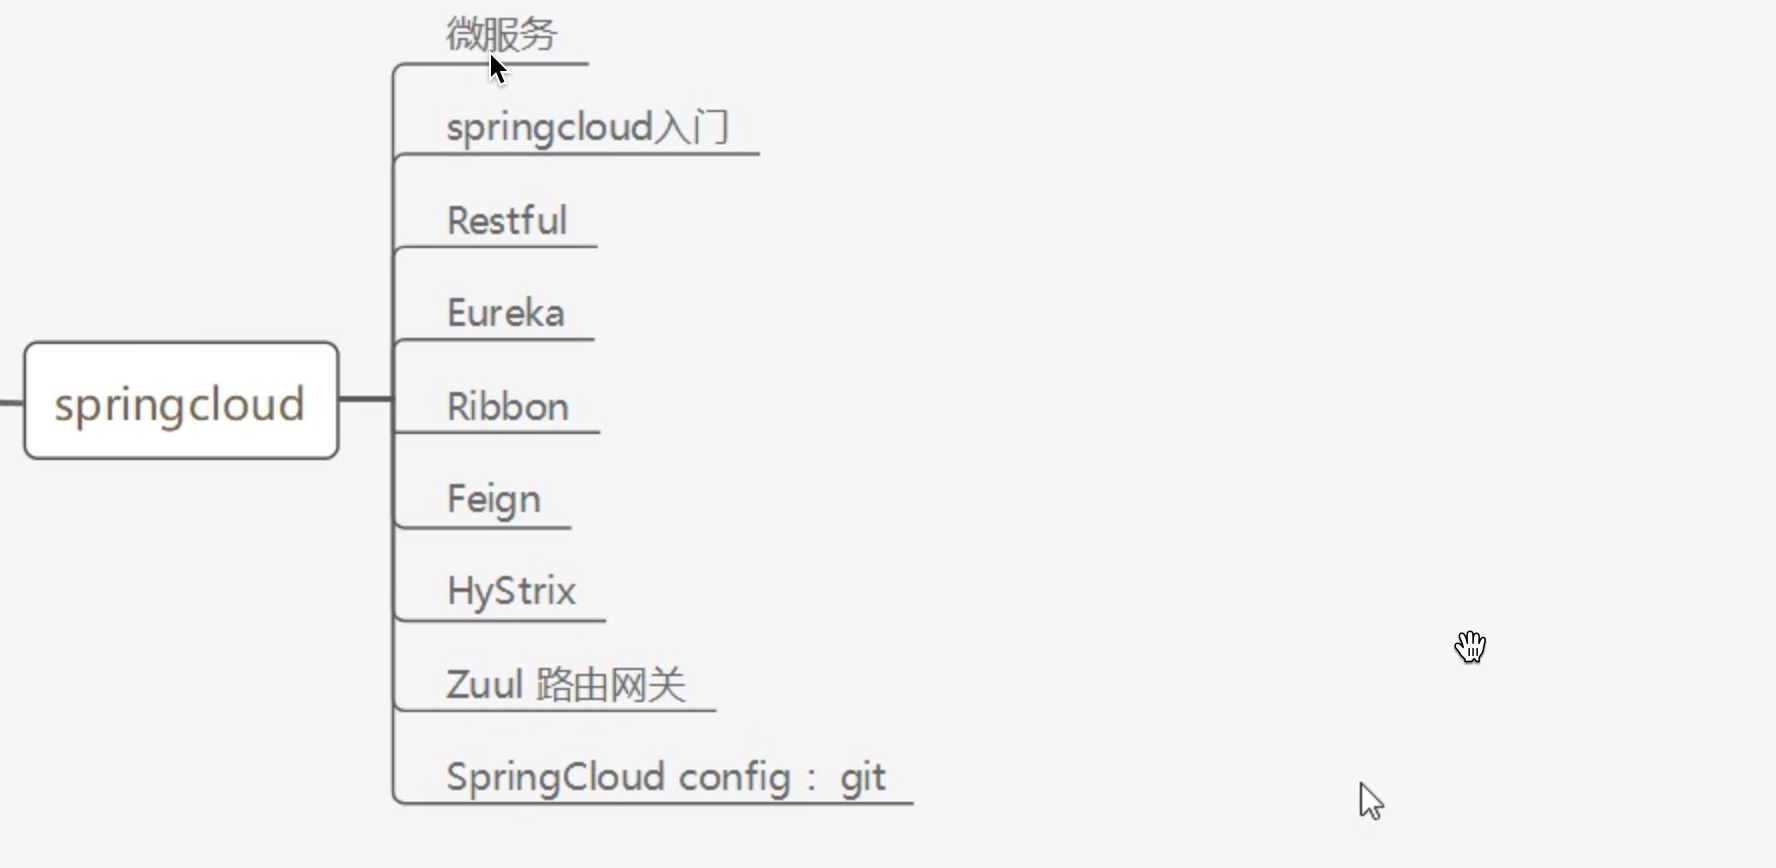 微服务
springcloud入门
Restful
Eureka
springcloud
Ribbon
Feign
HyStrix
Zuul 路由网关
SpringCloud config： git